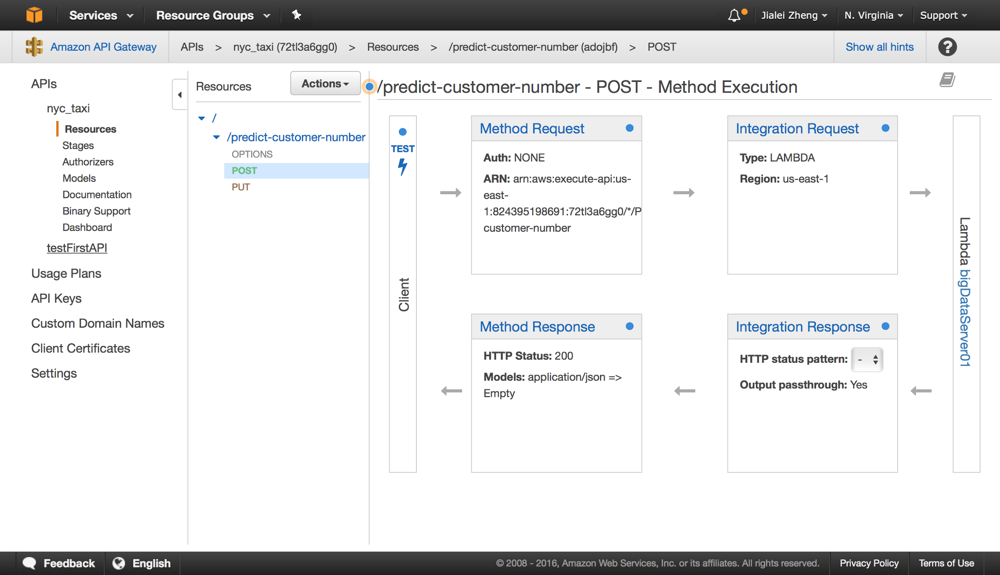 Services
Resource Groups
Jialei Zheng
N. Virginia
Support
Amazon API Gateway
APIs > nyc_taxi (72tl3a6gg0) > Resources > /predict-customer-number (adojbf) > POST
Show all hints
?
APIs
nyc_taxi
Resources
Stages
Authorizers
Models
Documentation
Binary Support
Dashboard
testFirstAPI
Usage Plans
API Keys
Custom Domain Names
Client Certificates
Settings
Resources
Actions
/
/predict-customer-number
OPTIONS
POST
PUT
/predict-customer-number - POST - Method Execution
TEST
Client
Method Request
Auth: NONE
ARN: arn:aws:execute-api:us-
east-
1:824395198691:72tl3a6gg0/*/P
customer-number
Integration Request
Type: LAMBDA
Region: us-east-1
Lambda bigDataServer01
Method Response
HTTP Status: 200
Models: application/json =>
Empty
Integration Response
HTTP status pattern: -
Output passthrough: Yes
Feedback
English
© 2008 - 2016, Amazon Web Services, Inc. or its affiliates. All rights reserved.
Privacy Policy
Terms of Use